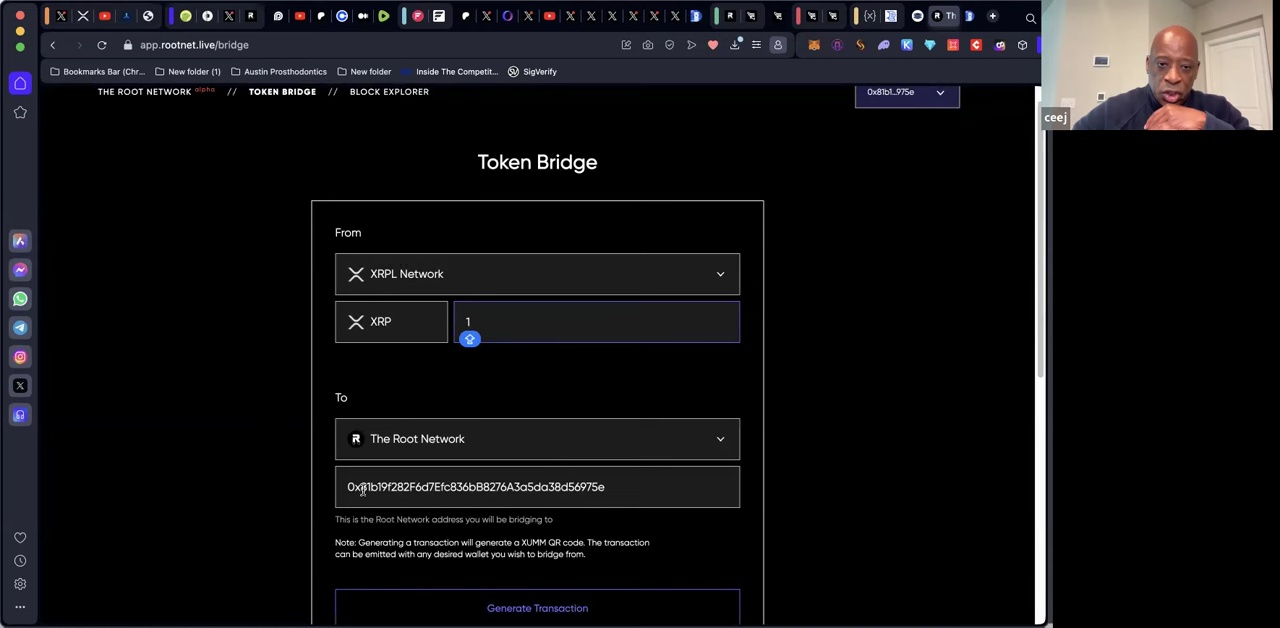 app.rootnet.live/bridge
Bookmarks Bar (Chr...
New folder (1)
Austin Prosthodontics
New folder
Inside The Competit...
SigVerify
THE ROOT NETWORK alpha // TOKEN BRIDGE // BLOCK EXPLORER
0x81b1...975e
ceej
Token Bridge
From
XRPL Network
XRP
1
To
The Root Network
0x81b19f282F6d7Efc836bB8276A3a5da38d56975e
This is the Root Network address you will be bridging to
Note: Generating a transaction will generate a XUMM QR code. The transaction
can be emitted with any desired wallet you wish to bridge from.
Generate Transaction